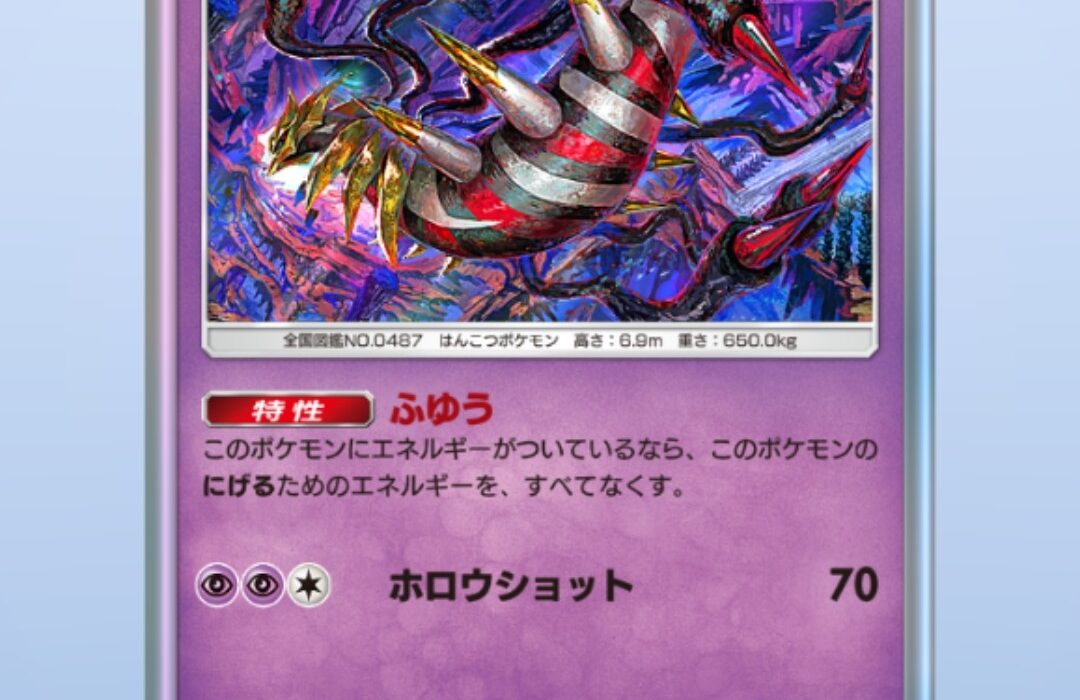 全国図鑑NO.0487 はんこつポケモン 高さ:6.9m 重さ:650.0kg
特性 ふゆう
このポケモンにエネルギーがついているなら、このポケモンの
にげるためのエネルギーを、すべてなくす。
ホロウショット 70